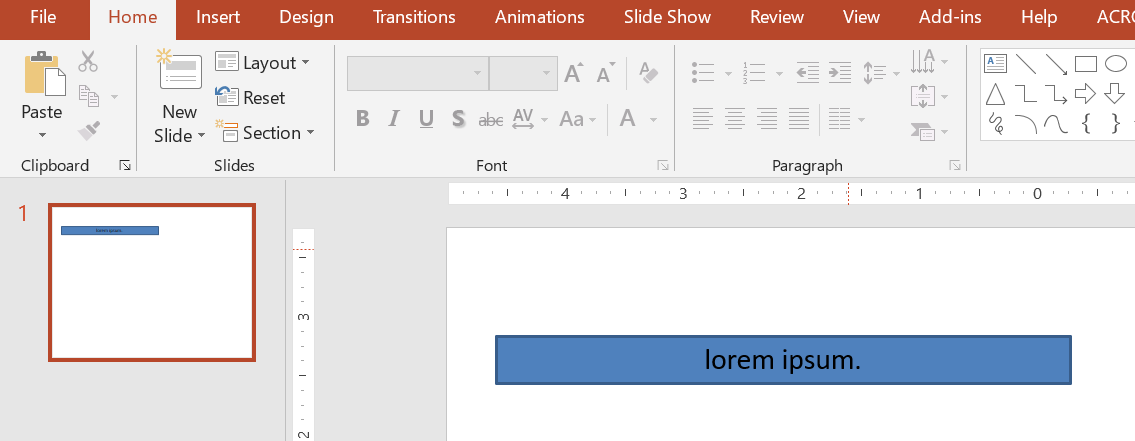 File Home Insert Design Transitions Animations Slide Show Review View Add-ins Help
Paste
New
Slide
Layout
Reset
Section
B I U S abc AV Aa A
Clipboard Slides Font Paragraph
4 3 2 1 0
1
lorem ipsum.
3
2
lorem ipsum.